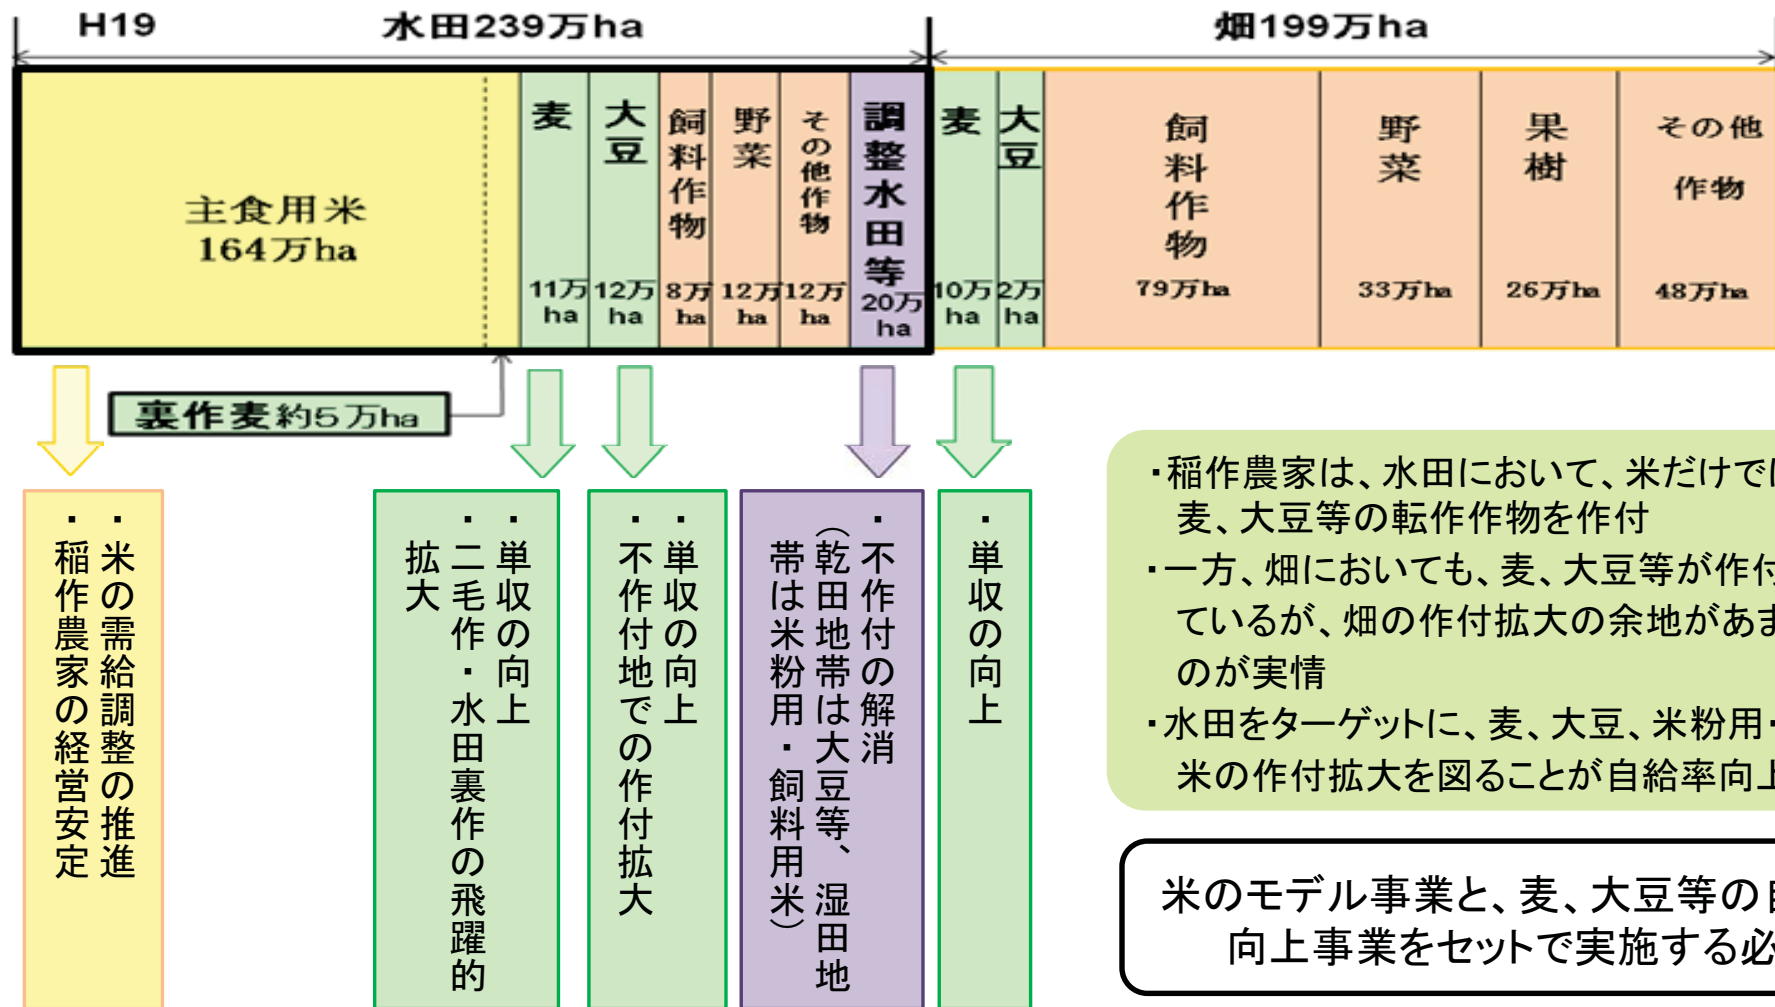 H19
水田239万ha
畑199万ha
主食用米
164万ha
麦
11万
ha
大豆
12万
ha
飼料作物
8万
ha
野菜
12万
ha
その他作物
12万
ha
調整水田等
20万
ha
麦
10万
ha
大豆
2万
ha
飼料作物
79万ha
野菜
33万ha
果樹
26万ha
その他
作物
48万ha
裏作麦約5万ha
・米の需給調整の推進
・稲作農家の経営安定
・単収の向上
・二毛作・水田裏作の飛躍的
拡大
・単収の向上
・不作付地での作付拡大
・不作付の解消
（乾田地帯は大豆等、湿田地
帯は米粉用・飼料用米）
・単収の向上
・稲作農家は、水田において、米だけで
麦、大豆等の転作作物を作付
・一方、畑においても、麦、大豆等が作付
ているが、畑の作付拡大の余地があま
のが実情
・水田をターゲットに、麦、大豆、米粉用・
米の作付拡大を図ることが自給率向上
米のモデル事業と、麦、大豆等の自
向上事業をセットで実施する必